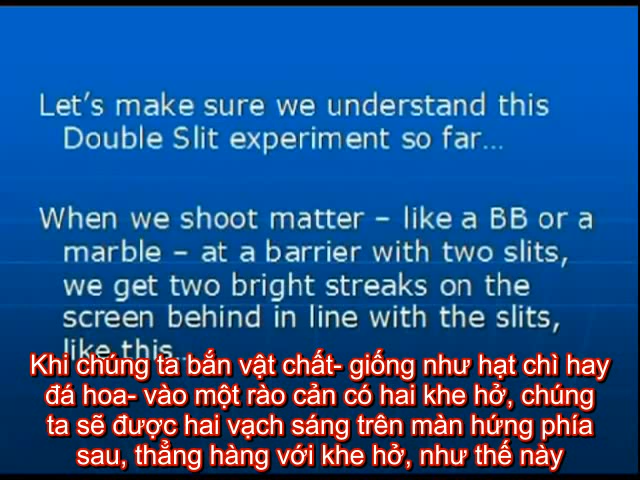 Let's make sure we understand this
Double Slit experiment so far...
When we shoot matter – like a BB or a
marble – at a barrier with two slits,
we get two bright streaks on the
screen behind in line with the slits,
like this...
Khi chúng ta bắn vật chất- giống như hạt chì hay
đá hoa- vào một rào cản có hai khe hở, chúng
ta sẽ được hai vạch sáng trên màn hứng phía
sau, thẳng hàng với khe hở, như thế này